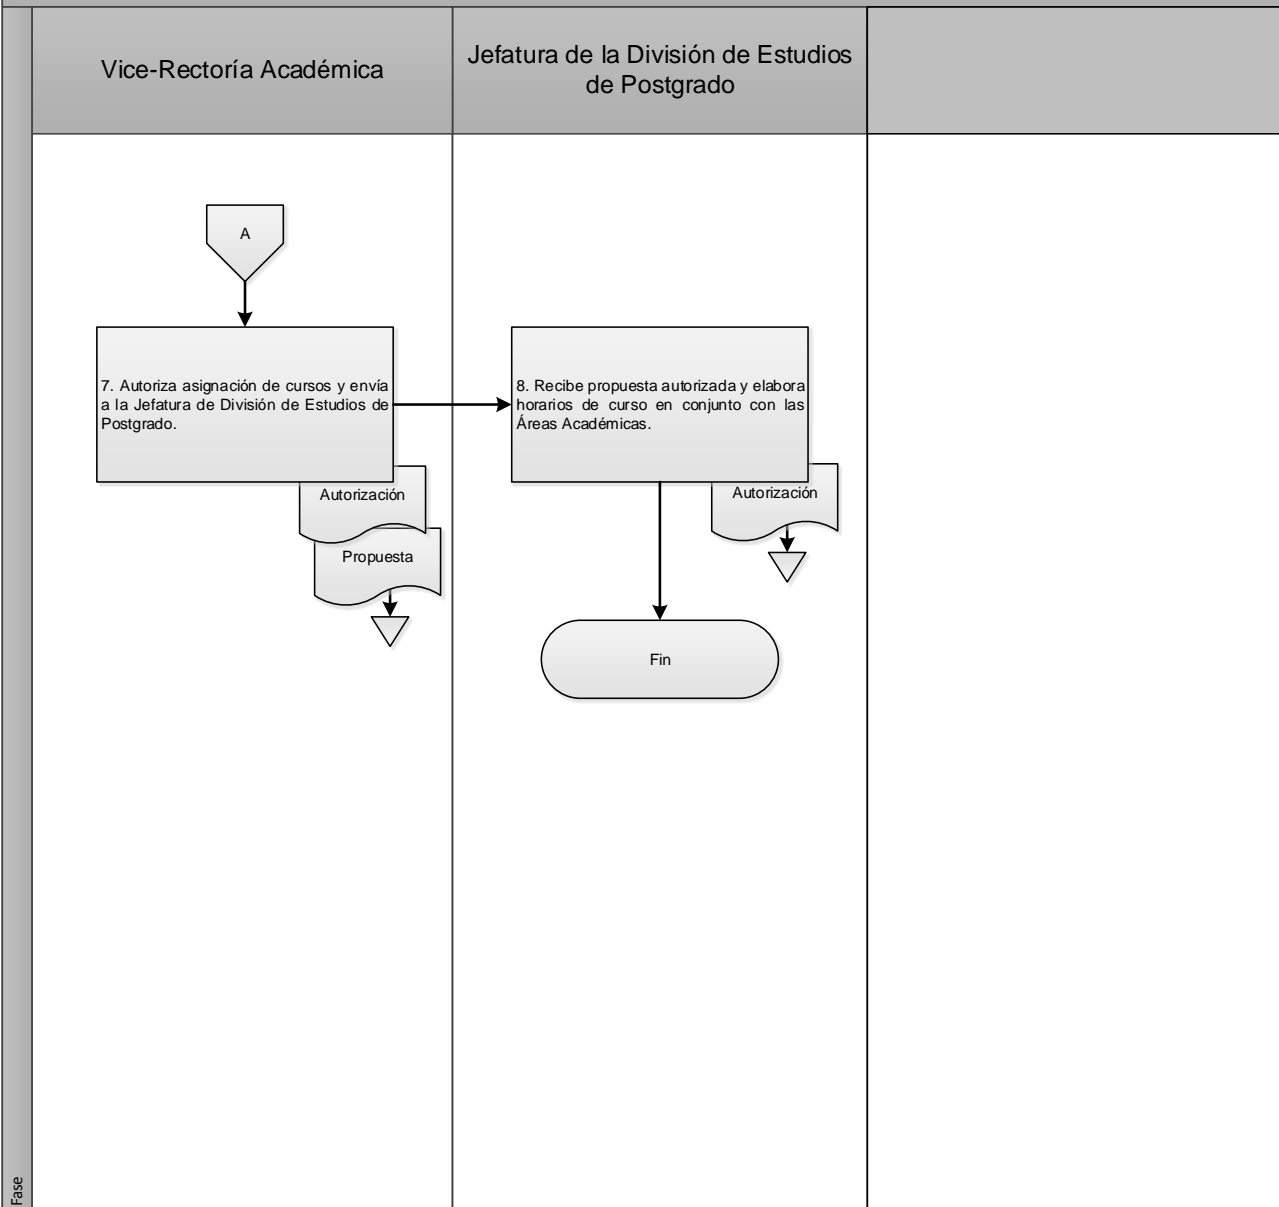 Vice-Rectoría Académica
Jefatura de la División de Estudios
de Postgrado
A
7. Autoriza asignación de cursos y envía
a la Jefatura de División de Estudios de
Postgrado.
8. Recibe propuesta autorizada y elabora
horarios de curso en conjunto con las
Áreas Académicas.
Autorización
Propuesta
Autorización
Fin
Fase